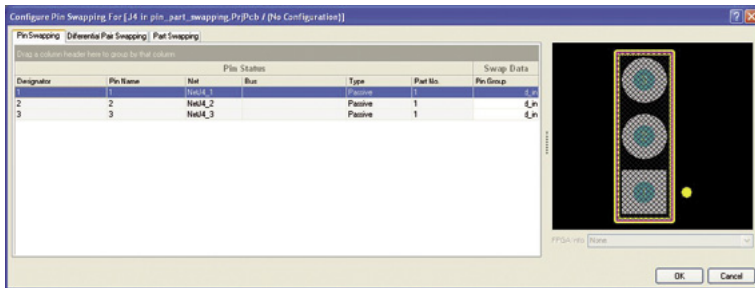 Configure Pin Swapping For [J4 in pin_part_swapping.PrjPcb / (No Configuration)]
Pin Swapping Differential Pair Swapping Part Swapping
Drag a column header here to group by that column
Pin Status Swap Data
Designator Pin Name Net Bus Type Part No. Pin Group
1 1 NetJ4_1 Passive 1 d_in
2 2 NetJ4_2 Passive 1 d_in
3 3 NetJ4_3 Passive 1 d_in
FPGA Info None
OK Cancel